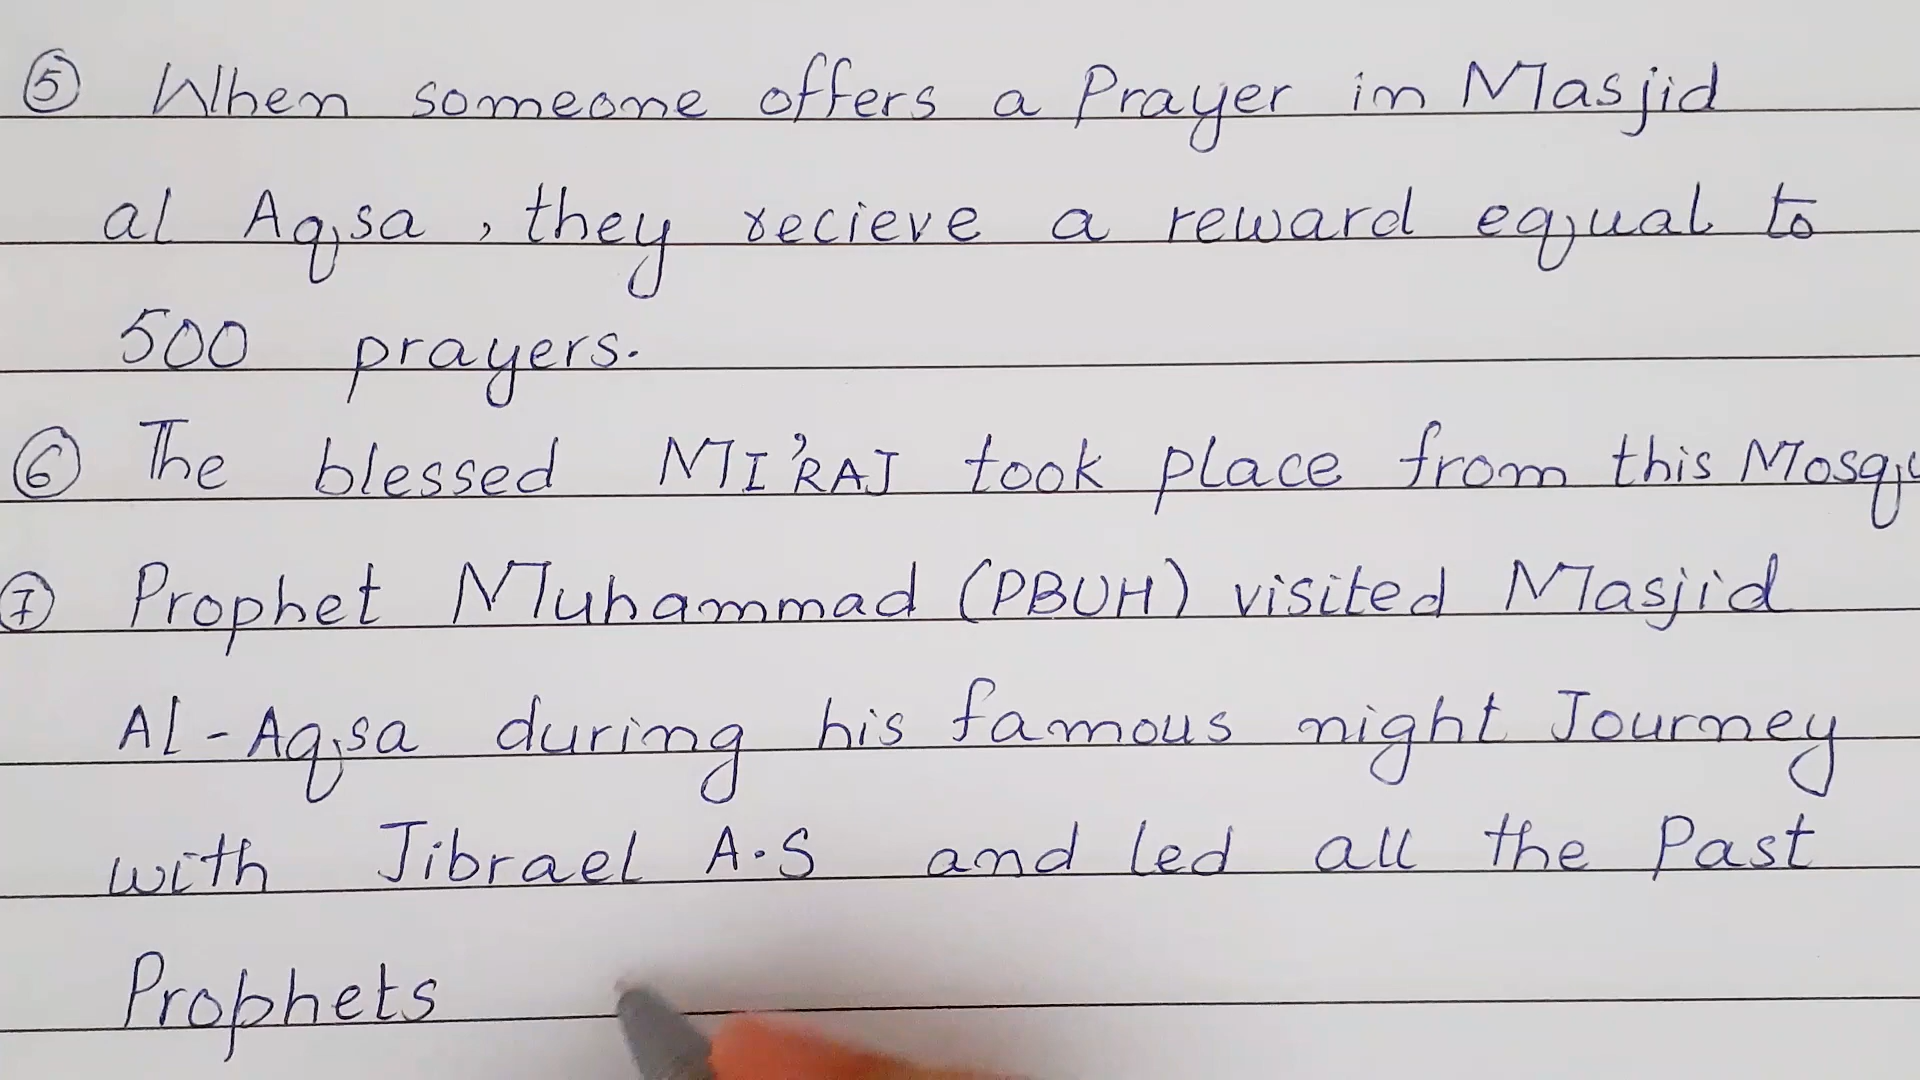 ⑤ When someone offers a Prayer in Masjid
al Aqsa, they recieve a reward equal to
500 prayers.
⑥ The blessed MI'RAJ took place from this
⑦ Prophet Muhammad (PBUH) visited Masjid
Al-Aqsa during his famous night Journey
with Jibrael A.S and led all the Past
Prophets